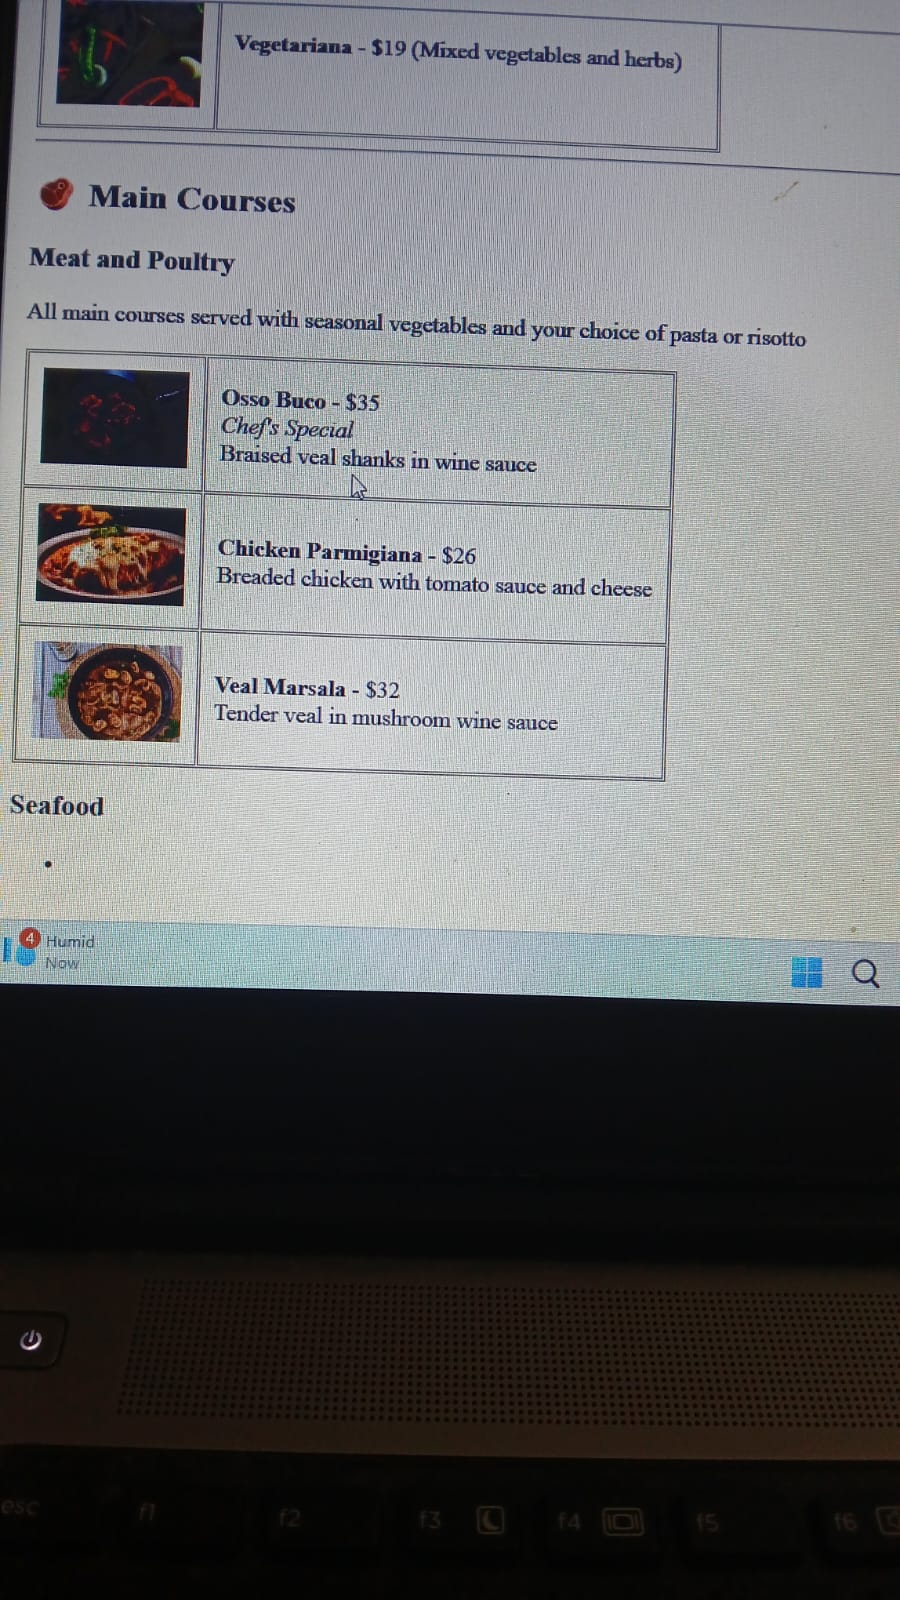 Vegetariana - $19 (Mixed vegetables and herbs)
Main Courses
Meat and Poultry
All main courses served with seasonal vegetables and your choice of pasta or risotto
Osso Buco - $35
Chef's Special
Braised veal shanks in wine sauce
Chicken Parmigiana - $26
Breaded chicken with tomato sauce and cheese
Veal Marsala - $32
Tender veal in mushroom wine sauce
Seafood
•
4
Humid
Now
esc
f1
f2
f3
f4
f5
f6